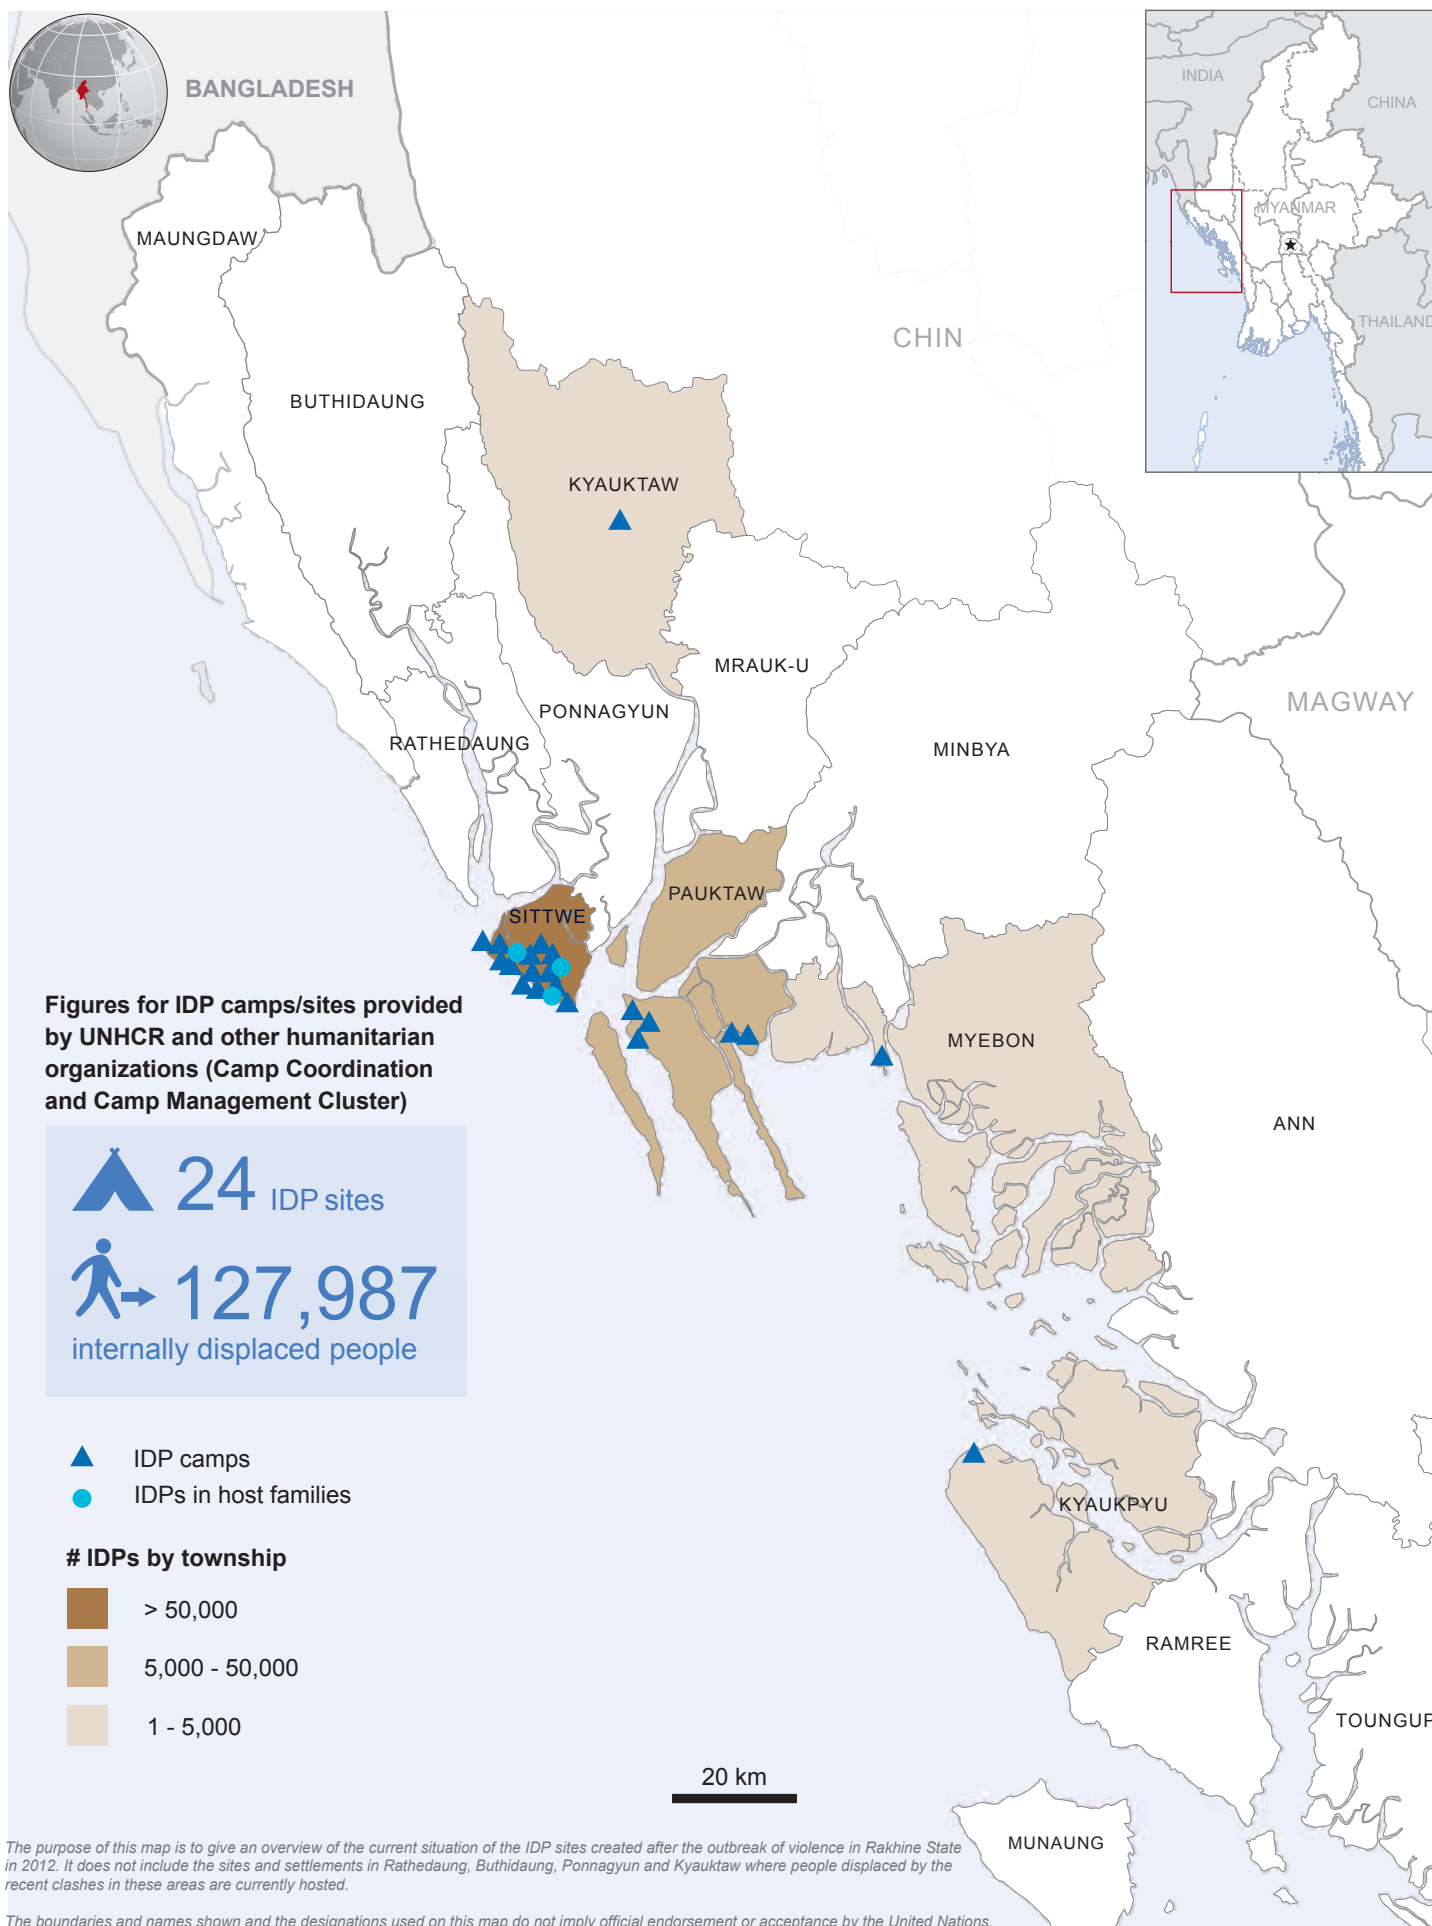 BANGLADESH
INDIA
CHINA
MYANMAR
THAILAND
MAUNGDAW
CHIN
BUTHIDAUNG
KYAUKTAW
MRAUK-U
MAGWAY
PONNAGYUN
RATHEDAUNG
MINBYA
PAUKTAW
SITTWE
MYEBON
ANN
Figures for IDP camps/sites provided
by UNHCR and other humanitarian
organizations (Camp Coordination
and Camp Management Cluster)
24 IDP sites
127,987
internally displaced people
IDP camps
IDPs in host families
# IDPs by township
> 50,000
5,000 - 50,000
1 - 5,000
KYAUKPYU
RAMREE
TOUNGUP
20 km
MUNAUNG
The purpose of this map is to give an overview of the current situation of the IDP sites created after the outbreak of violence in Rakhine State
in 2012. It does not include the sites and settlements in Rathedaung, Buthidaung, Ponnagyun and Kyauktaw where people displaced by the
recent clashes in these areas are currently hosted.
The boundaries and names shown and the designations used on this map do not imply official endorsement or acceptance by the United Nations.